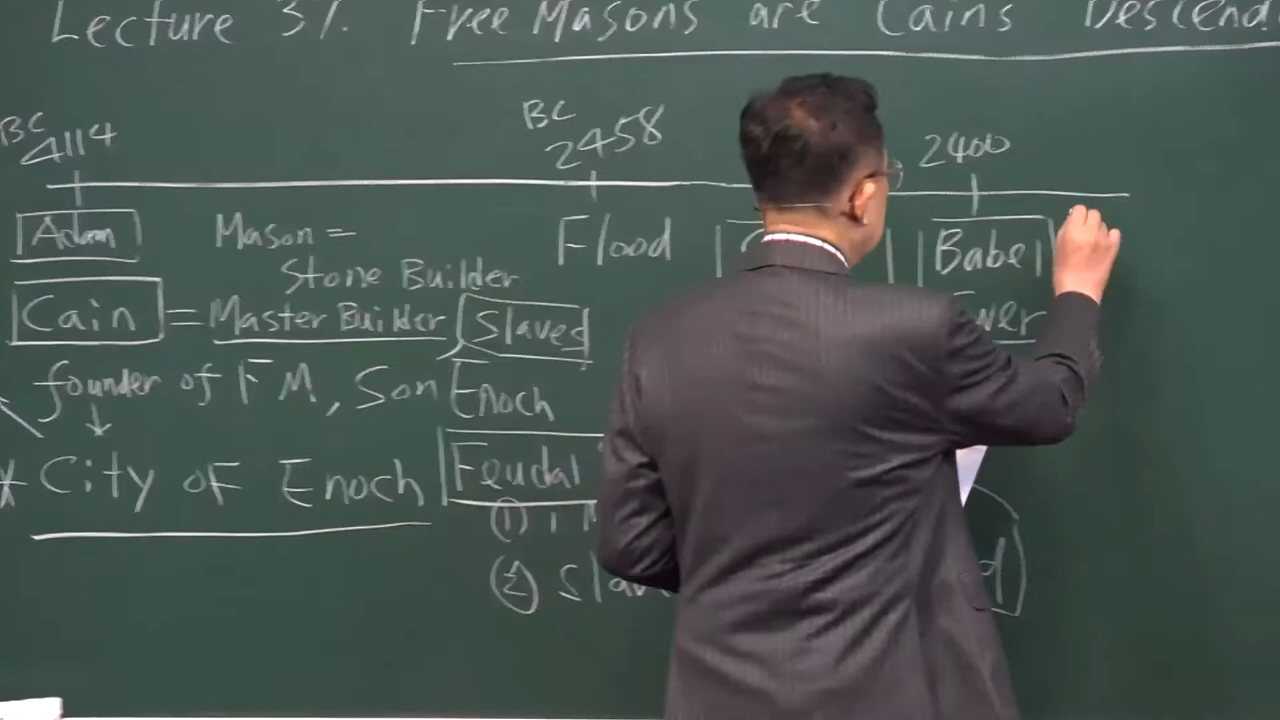 Lecture 37. Free Masons are Cains Descend
BC 4114
BC 2458
2400
Adam
Mason =
Stone Builder
Flood
Babel
Cain = Master Builder, Slaves
founder of FM, Son Enoch
* City of Enoch
Feudal
①
②